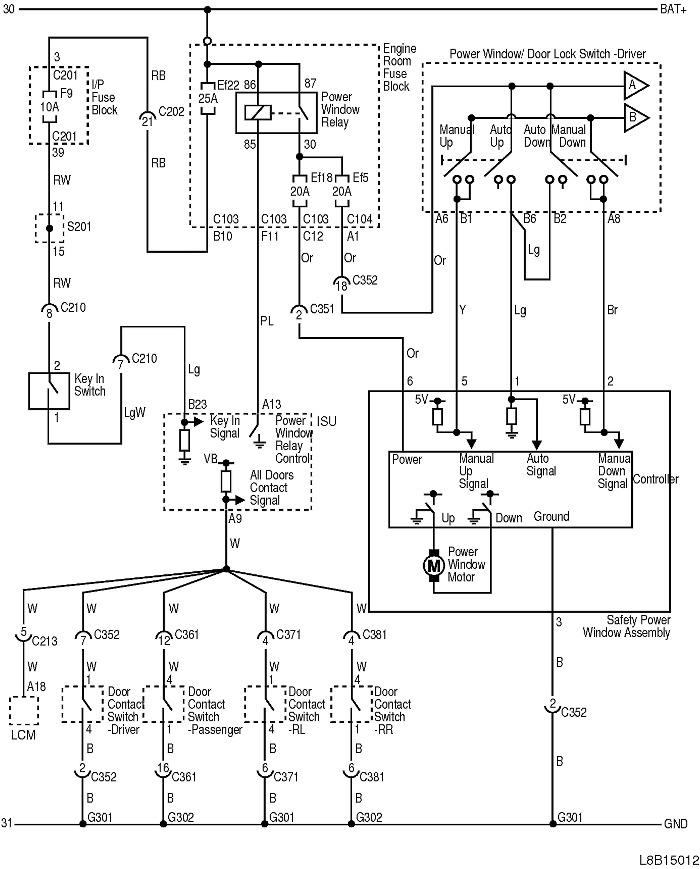 30 BAT+
Engine
Room
Fuse
Block
Power Window/ Door Lock Switch -Driver
3
C201
F9
10A
C201
39
I/P
Fuse
Block
RB
21 C202
RB
Ef22
25A
86 87
Power
Window
Relay
85 30
Ef18
20A
Ef5
20A
C103 C103 C103 C104
B10 F11 C12 A1
A
B
Manual
Up
Auto
Up
Auto
Down
Manual
Down
A6 B1 B6 B2 A8
RW
11
S201
15
RW
8 C210
Or Or Or
Lg
18 C352
2 C351
Y Lg Br
PL
Or
2
Key In
Switch
1
7 C210
LgW
Lg
B23 A13
ISU
Key In
Signal
Power
Window
Relay
Control
VB
All Doors
Contact
Signal
A9
W
6 5 1 2
5V 5V
Power
Manual
Up
Signal
Auto
Signal
Manua
Down
Signal
Controller
Up Down Ground
M
Power
Window
Motor
Safety Power
Window Assembly
3
B
2 C352
B
W W W W W
5 C213
7 C352
12 C361
4 C371
4 C381
W W W W W
A18
LCM
1
Door
Contact
Switch
-Driver
4
4
Door
Contact
Switch
-Passenger
1
1
Door
Contact
Switch
-RL
4
4
Door
Contact
Switch
-RR
1
B B B B
2 C352
16 C361
6 C371
6 C381
B B B B
31 G301 G302 G301 G302 G301 GND
L8B15012